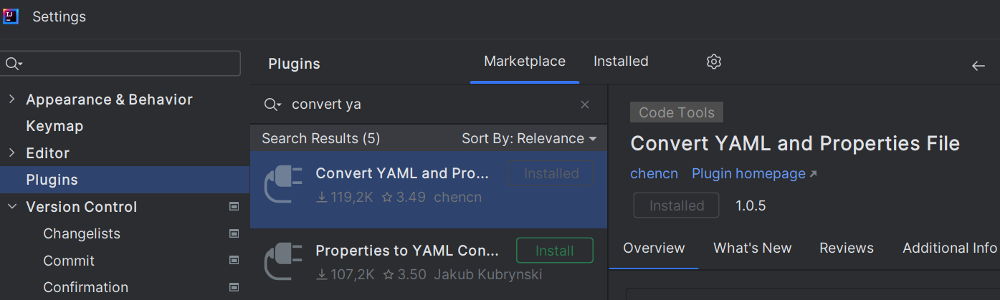 Settings
Appearance & Behavior
Keymap
Editor
Plugins
Version Control
Changelists
Commit
Confirmation
Plugins
Marketplace
Installed
convert ya
Search Results (5)
Sort By: Relevance
Convert YAML and Pro...
Installed
119,2K 3.49 chencn
Properties to YAML Con...
Install
107,2K 3.50 Jakub Kubrynski
Code Tools
Convert YAML and Properties File
chencn Plugin homepage
Installed 1.0.5
Overview What's New Reviews Additional Info